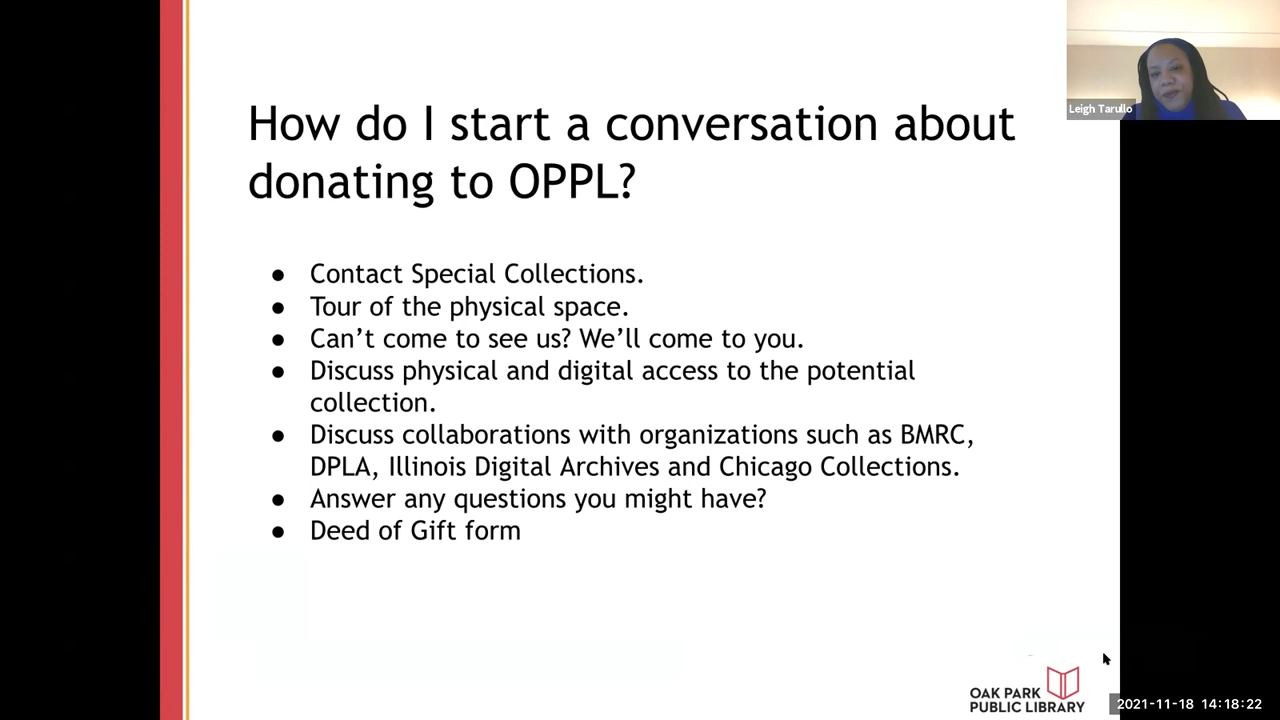 How do I start a conversation about
donating to OPPL?
● Contact Special Collections.
● Tour of the physical space.
● Can't come to see us? We'll come to you.
● Discuss physical and digital access to the potential
collection.
● Discuss collaborations with organizations such as BMRC,
DPLA, Illinois Digital Archives and Chicago Collections.
● Answer any questions you might have?
● Deed of Gift form
Leigh Tarullo
OAK PARK
PUBLIC LIBRARY
2021-11-18 14:18:22